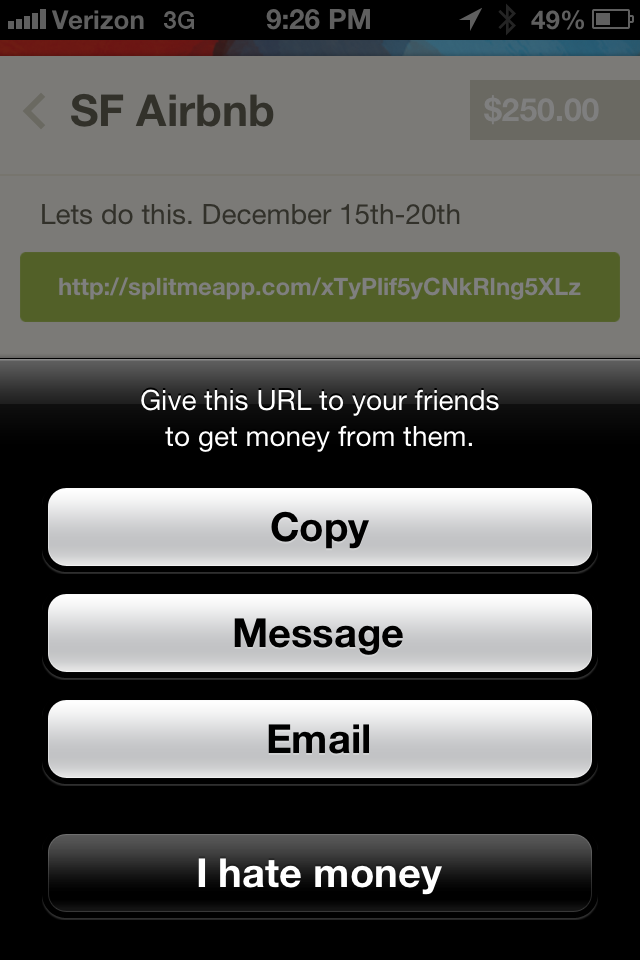 Verizon 3G 9:26 PM 49%
SF Airbnb $250.00
Lets do this. December 15th-20th
http://splitmeapp.com/xTyPlif5yCNkRlng5XLz
Give this URL to your friends
to get money from them.
Copy
Message
Email
I hate money